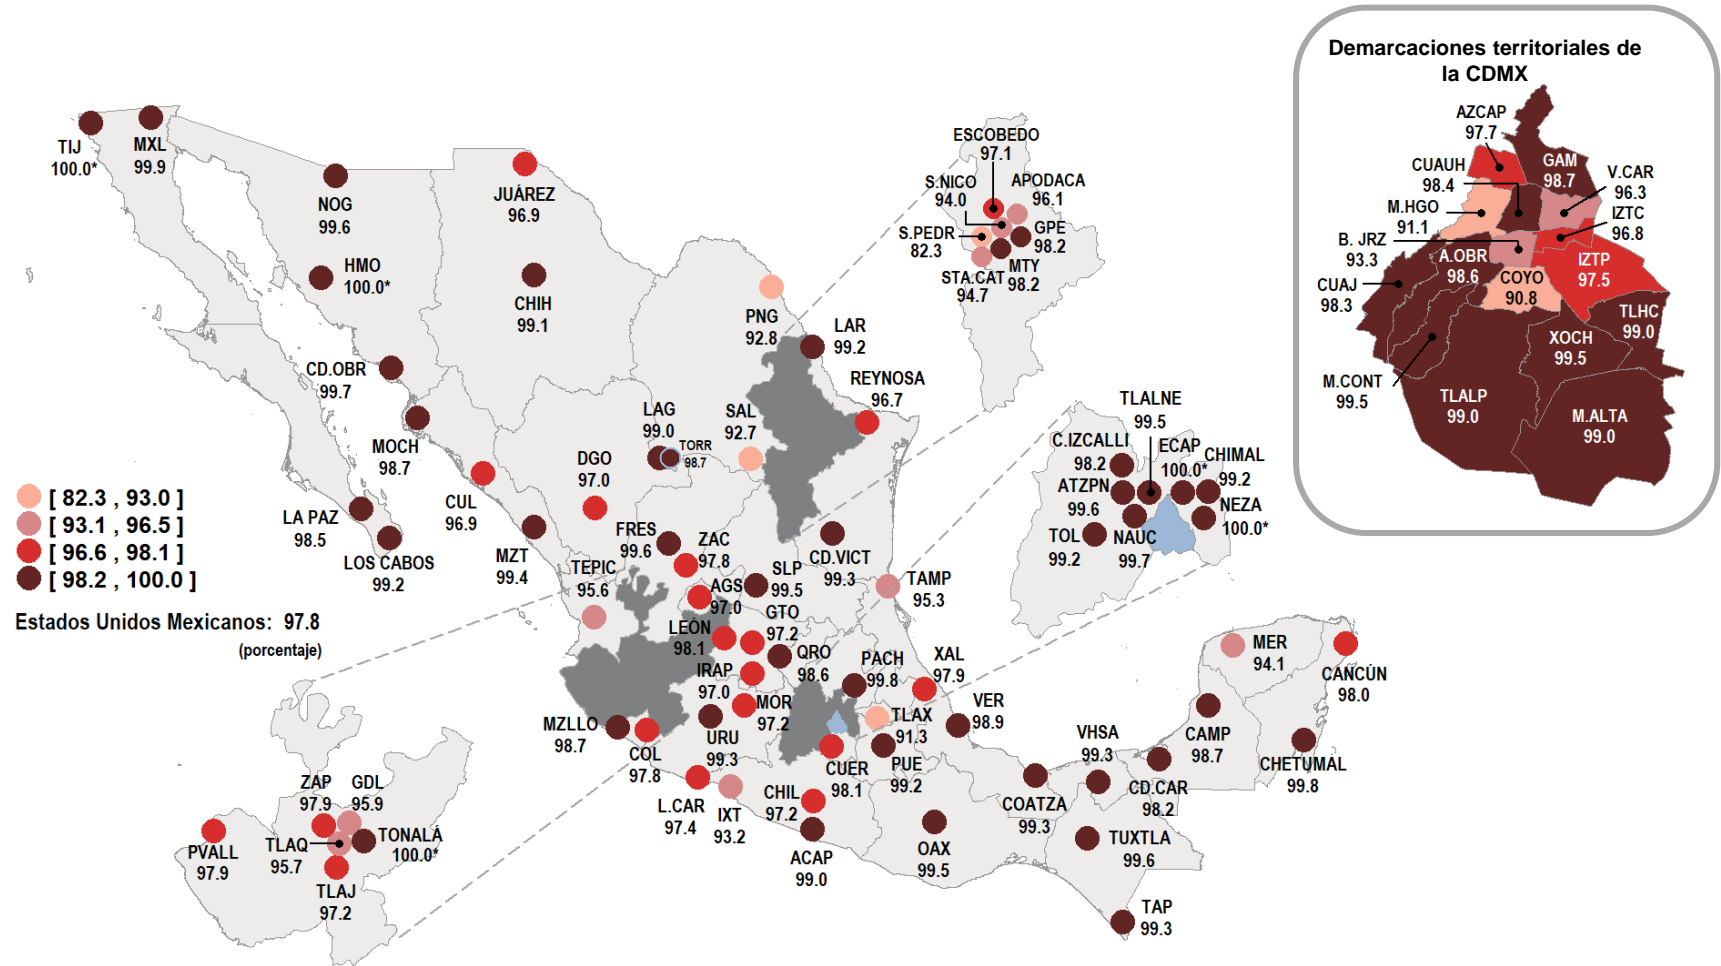 Demarcaciones territoriales de
la CDMX
AZCAP
97.7
CUAUH
98.4
GAM
98.7
V.CAR
96.3
M.HGO
91.1
IZTC
96.8
B. JRZ
93.3
A.OBR
98.6
IZTP
97.5
CUAJ
98.3
COYO
90.8
TLHC
99.0
XOCH
99.5
M.CONT
99.5
TLALP
99.0
M.ALTA
99.0
TIJ
100.0*
MXL
99.9
NOG
99.6
JUÁREZ
96.9
HMO
100.0*
CHIH
99.1
CD.OBR
99.7
MOCH
98.7
CUL
96.9
MZT
99.4
LA PAZ
98.5
LOS CABOS
99.2
PNG
92.8
LAR
99.2
REYNOSA
96.7
LAG
99.0
TORR
98.7
SAL
92.7
DGO
97.0
ESCOBEDO
97.1
S.NICO
94.0
APODACA
96.1
S.PEDR
82.3
GPE
98.2
MTY
98.2
STA.CAT
94.7
TLALNE
99.5
C.IZCALLI
98.2
ECAP
100.0*
CHIMAL
99.2
ATZPN
99.6
NEZA
100.0*
TOL
99.2
NAUC
99.7
[ 82.3 , 93.0 ]
[ 93.1 , 96.5 ]
[ 96.6 , 98.1 ]
[ 98.2 , 100.0 ]
Estados Unidos Mexicanos: 97.8
(porcentaje)
FRES
99.6
ZAC
97.8
TEPIC
95.6
AGS
97.0
SLP
99.5
CD.VICT
99.3
TAMP
95.3
GTO
97.2
LEÓN
98.1
QRO
98.6
IRAP
97.0
PACH
99.8
XAL
97.9
MOR
97.2
TLAX
91.3
VER
98.9
MZLLO
98.7
COL
97.8
URU
99.3
CUER
98.1
PUE
99.2
L.CAR
97.4
IXT
93.2
CHIL
97.2
ACAP
99.0
OAX
99.5
COATZA
99.3
VHSA
99.3
CD.CAR
98.2
CAMP
98.7
MER
94.1
CANCÚN
98.0
CHETUMAL
99.8
TUXTLA
99.6
TAP
99.3
ZAP
97.9
GDL
95.9
PVALL
97.9
TLAQ
95.7
TONALÁ
100.0*
TLAJ
97.2